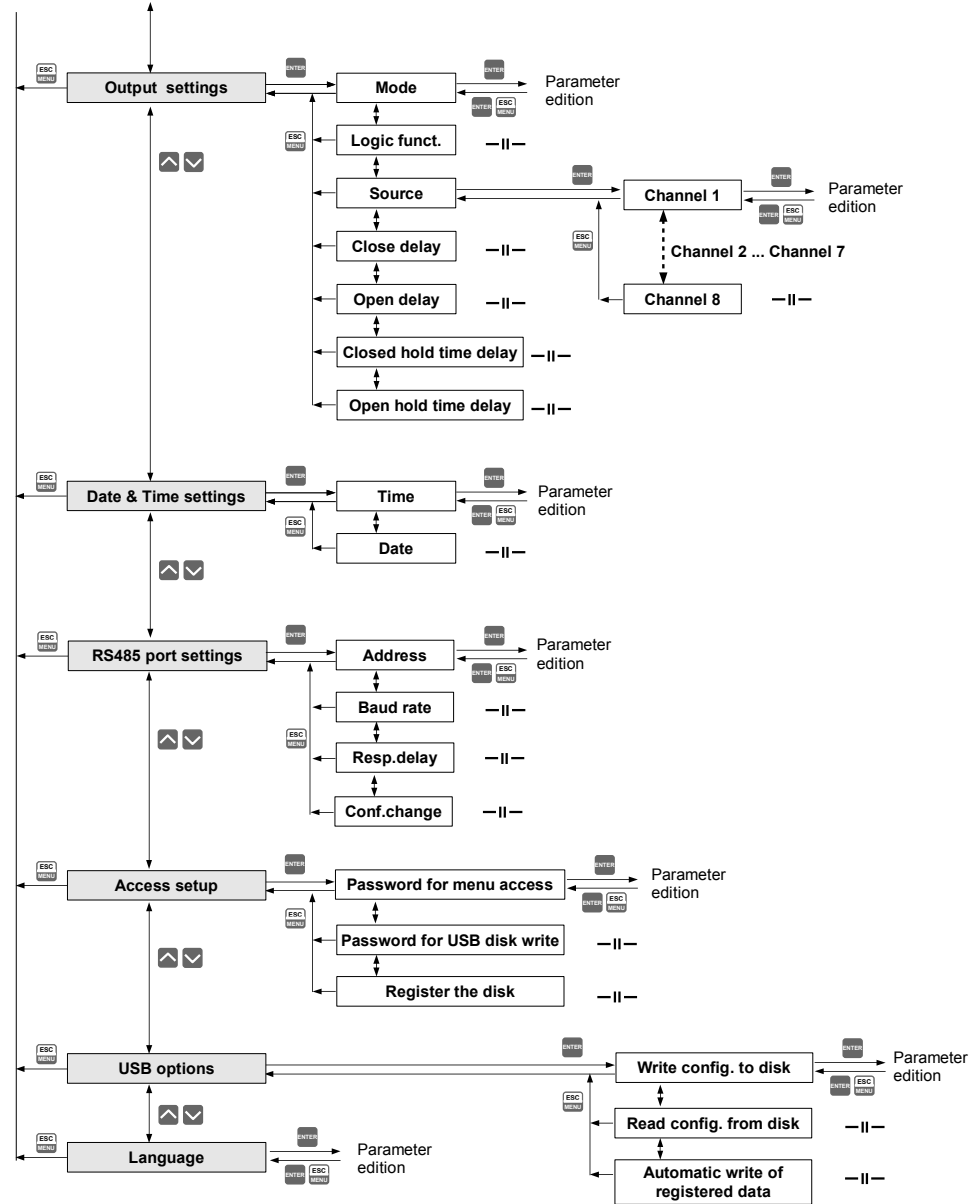 ESC
MENU
Output settings
ENTER
Mode
ENTER
ENTER
ESC
MENU
Parameter
edition
ESC
MENU
Logic funct.
—II—
Source
ENTER
Channel 1
ENTER
ENTER
ESC
MENU
Parameter
edition
ESC
MENU
Close delay
—II—
Channel 2 ... Channel 7
Open delay
—II—
Channel 8
—II—
Closed hold time delay
—II—
Open hold time delay
—II—
ESC
MENU
Date & Time settings
ENTER
Time
ENTER
ENTER
ESC
MENU
Parameter
edition
ESC
MENU
Date
—II—
ESC
MENU
RS485 port settings
ENTER
Address
ENTER
ENTER
ESC
MENU
Parameter
edition
Baud rate
—II—
ESC
MENU
Resp.delay
—II—
Conf.change
—II—
ESC
MENU
Access setup
ENTER
Password for menu access
ENTER
ENTER
ESC
MENU
Parameter
edition
ESC
MENU
Password for USB disk write
—II—
Register the disk
—II—
ESC
MENU
USB options
ENTER
Write config. to disk
ENTER
ENTER
ESC
MENU
Parameter
edition
ESC
MENU
Read config. from disk
—II—
ESC
MENU
Language
ENTER
ENTER
ESC
MENU
Parameter
edition
Automatic write of
registered data
—II—